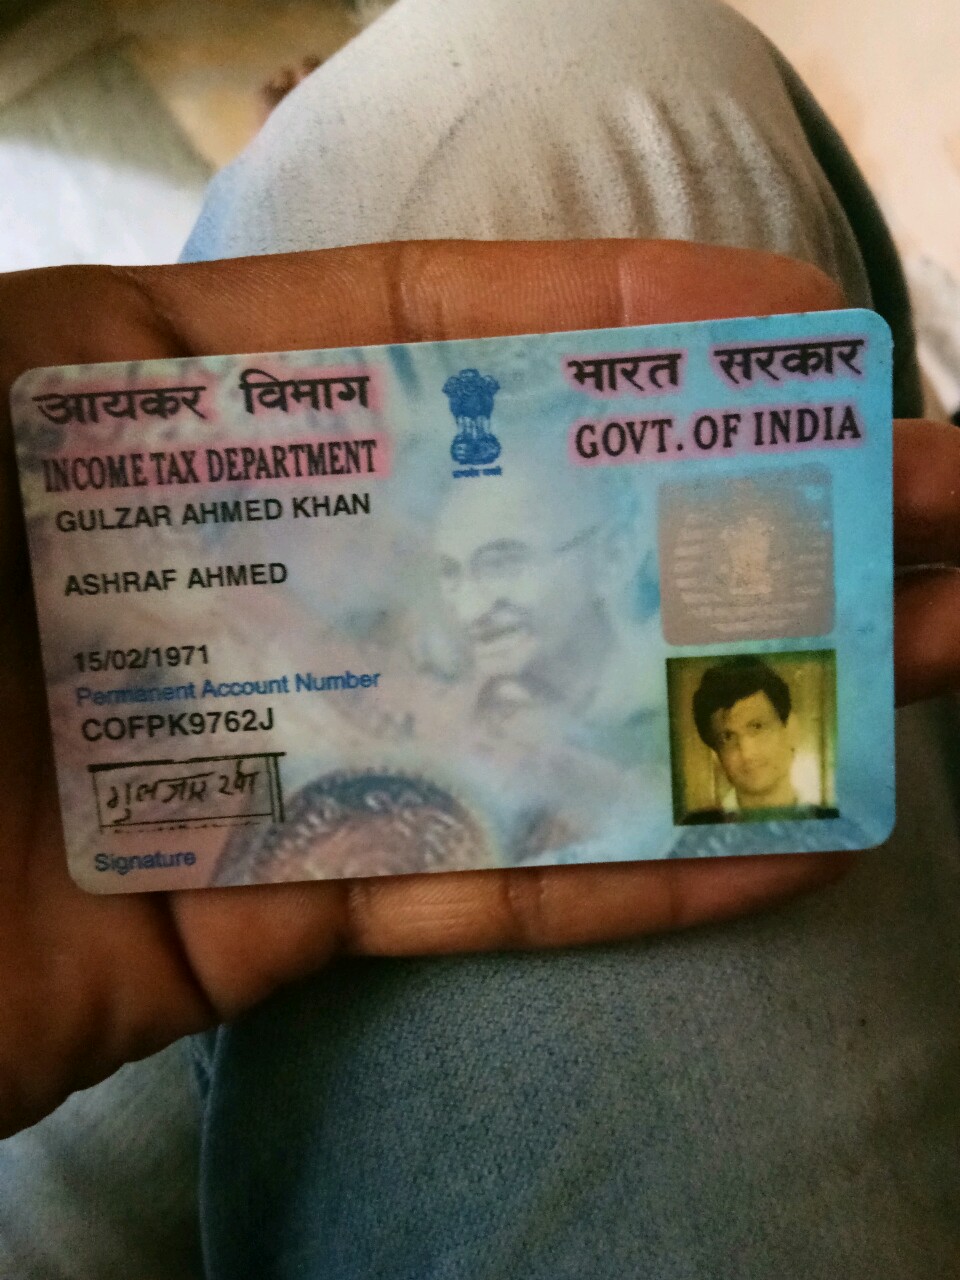 आयकर विभाग
INCOME TAX DEPARTMENT
भारत सरकार
GOVT. OF INDIA
GULZAR AHMED KHAN
ASHRAF AHMED
15/02/1971
Permanent Account Number
COFPK9762J
गुलजार खा
Signature